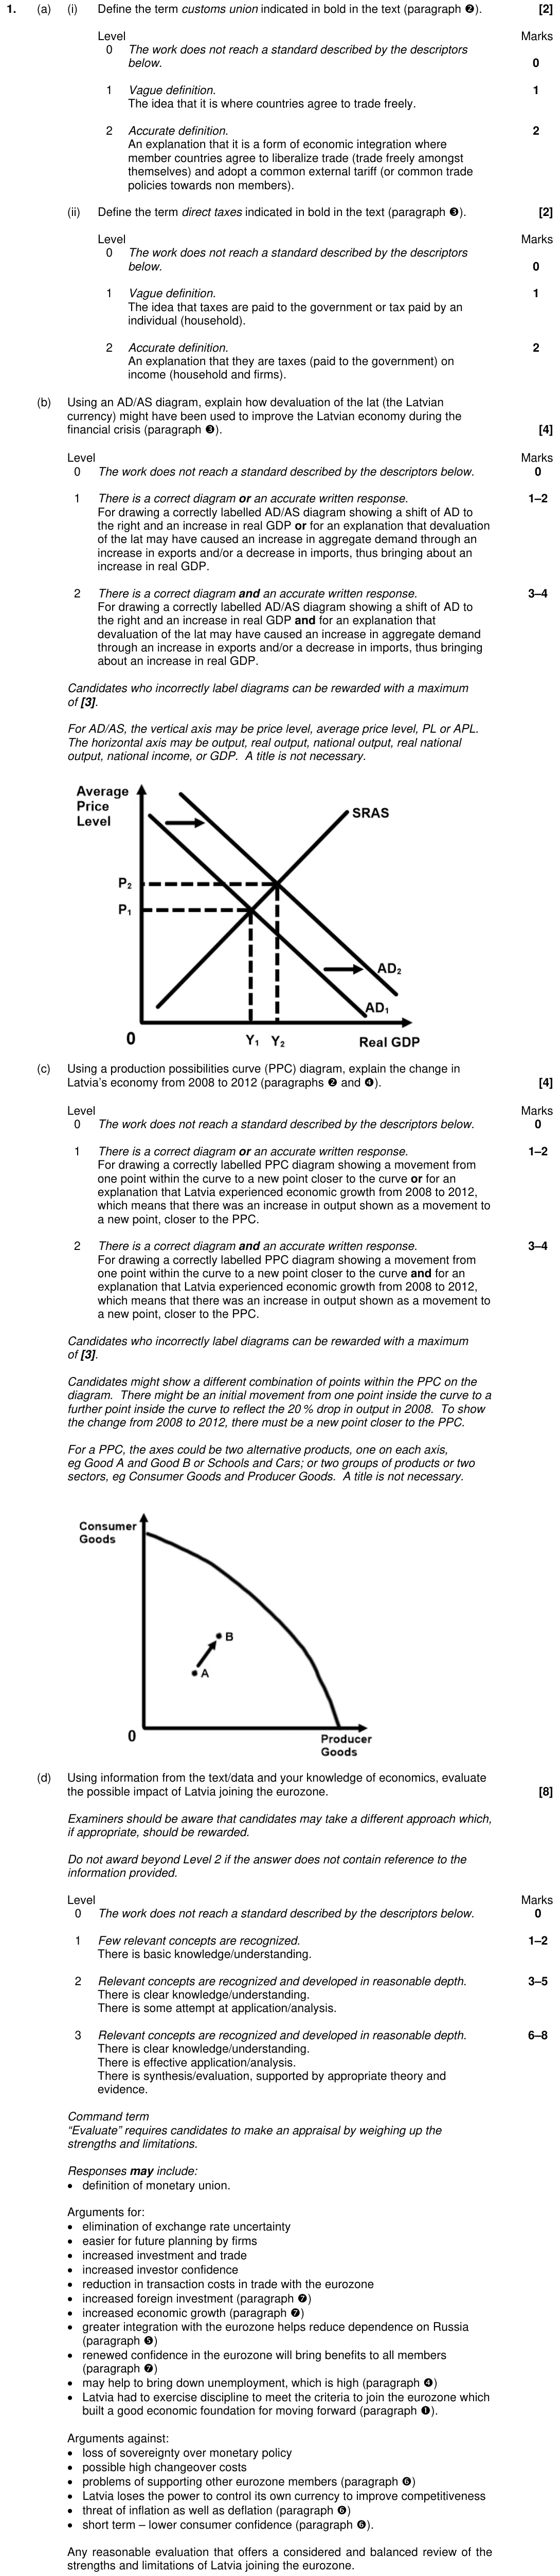 1. (a) (i) Define the term customs union indicated in bold in the text (paragraph ❷). [2]
Level Marks
0 The work does not reach a standard described by the descriptors
below. 0
1 Vague definition. 1
The idea that it is where countries agree to trade freely.
2 Accurate definition. 2
An explanation that it is a form of economic integration where
member countries agree to liberalize trade (trade freely amongst
themselves) and adopt a common external tariff (or common trade
policies towards non members).
(ii) Define the term direct taxes indicated in bold in the text (paragraph ❸). [2]
Level Marks
0 The work does not reach a standard described by the descriptors
below. 0
1 Vague definition. 1
The idea that taxes are paid to the government or tax paid by an
individual (household).
2 Accurate definition. 2
An explanation that they are taxes (paid to the government) on
income (household and firms).
(b) Using an AD/AS diagram, explain how devaluation of the lat (the Latvian
currency) might have been used to improve the Latvian economy during the
financial crisis (paragraph ❸). [4]
Level Marks
0 The work does not reach a standard described by the descriptors below. 0
1 There is a correct diagram or an accurate written response. 1–2
For drawing a correctly labelled AD/AS diagram showing a shift of AD to
the right and an increase in real GDP or for an explanation that devaluation
of the lat may have caused an increase in aggregate demand through an
increase in exports and/or a decrease in imports, thus bringing about an
increase in real GDP.
2 There is a correct diagram and an accurate written response. 3–4
For drawing a correctly labelled AD/AS diagram showing a shift of AD to
the right and an increase in real GDP and for an explanation that
devaluation of the lat may have caused an increase in aggregate demand
through an increase in exports and/or a decrease in imports, thus bringing
about an increase in real GDP.
Candidates who incorrectly label diagrams can be rewarded with a maximum
of [3].
For AD/AS, the vertical axis may be price level, average price level, PL or APL.
The horizontal axis may be output, real output, national output, real national
output, national income, or GDP. A title is not necessary.
Average
Price
Level
SRAS
P2
P1
AD2
AD1
0 Y1 Y2 Real GDP
(c) Using a production possibilities curve (PPC) diagram, explain the change in
Latvia's economy from 2008 to 2012 (paragraphs ❷ and ❹). [4]
Level Marks
0 The work does not reach a standard described by the descriptors below. 0
1 There is a correct diagram or an accurate written response. 1–2
For drawing a correctly labelled PPC diagram showing a movement from
one point within the curve to a new point closer to the curve or for an
explanation that Latvia experienced economic growth from 2008 to 2012,
which means that there was an increase in output shown as a movement to
a new point, closer to the PPC.
2 There is a correct diagram and an accurate written response. 3–4
For drawing a correctly labelled PPC diagram showing a movement from
one point within the curve to a new point closer to the curve and for an
explanation that Latvia experienced economic growth from 2008 to 2012,
which means that there was an increase in output shown as a movement to
a new point, closer to the PPC.
Candidates who incorrectly label diagrams can be rewarded with a maximum
of [3].
Candidates might show a different combination of points within the PPC on the
diagram. There might be an initial movement from one point inside the curve to a
further point inside the curve to reflect the 20 % drop in output in 2008. To show
the change from 2008 to 2012, there must be a new point closer to the PPC.
For a PPC, the axes could be two alternative products, one on each axis,
eg Good A and Good B or Schools and Cars; or two groups of products or two
sectors, eg Consumer Goods and Producer Goods. A title is not necessary.
Consumer
Goods
B
A
0
Producer
Goods
(d) Using information from the text/data and your knowledge of economics, evaluate
the possible impact of Latvia joining the eurozone. [8]
Examiners should be aware that candidates may take a different approach which,
if appropriate, should be rewarded.
Do not award beyond Level 2 if the answer does not contain reference to the
information provided.
Level Marks
0 The work does not reach a standard described by the descriptors below. 0
1 Few relevant concepts are recognized. 1–2
There is basic knowledge/understanding.
2 Relevant concepts are recognized and developed in reasonable depth. 3–5
There is clear knowledge/understanding.
There is some attempt at application/analysis.
3 Relevant concepts are recognized and developed in reasonable depth. 6–8
There is clear knowledge/understanding.
There is effective application/analysis.
There is synthesis/evaluation, supported by appropriate theory and
evidence.
Command term
"Evaluate" requires candidates to make an appraisal by weighing up the
strengths and limitations.
Responses may include:
• definition of monetary union.
Arguments for:
• elimination of exchange rate uncertainty
• easier for future planning by firms
• increased investment and trade
• increased investor confidence
• reduction in transaction costs in trade with the eurozone
• increased foreign investment (paragraph ❼)
• increased economic growth (paragraph ❼)
• greater integration with the eurozone helps reduce dependence on Russia
(paragraph ❺)
• renewed confidence in the eurozone will bring benefits to all members
(paragraph ❼)
• may help to bring down unemployment, which is high (paragraph ❹)
• Latvia had to exercise discipline to meet the criteria to join the eurozone which
built a good economic foundation for moving forward (paragraph ❶).
Arguments against:
• loss of sovereignty over monetary policy
• possible high changeover costs
• problems of supporting other eurozone members (paragraph ❻)
• Latvia loses the power to control its own currency to improve competitiveness
• threat of inflation as well as deflation (paragraph ❻)
• short term – lower consumer confidence (paragraph ❻).
Any reasonable evaluation that offers a considered and balanced review of the
strengths and limitations of Latvia joining the eurozone.